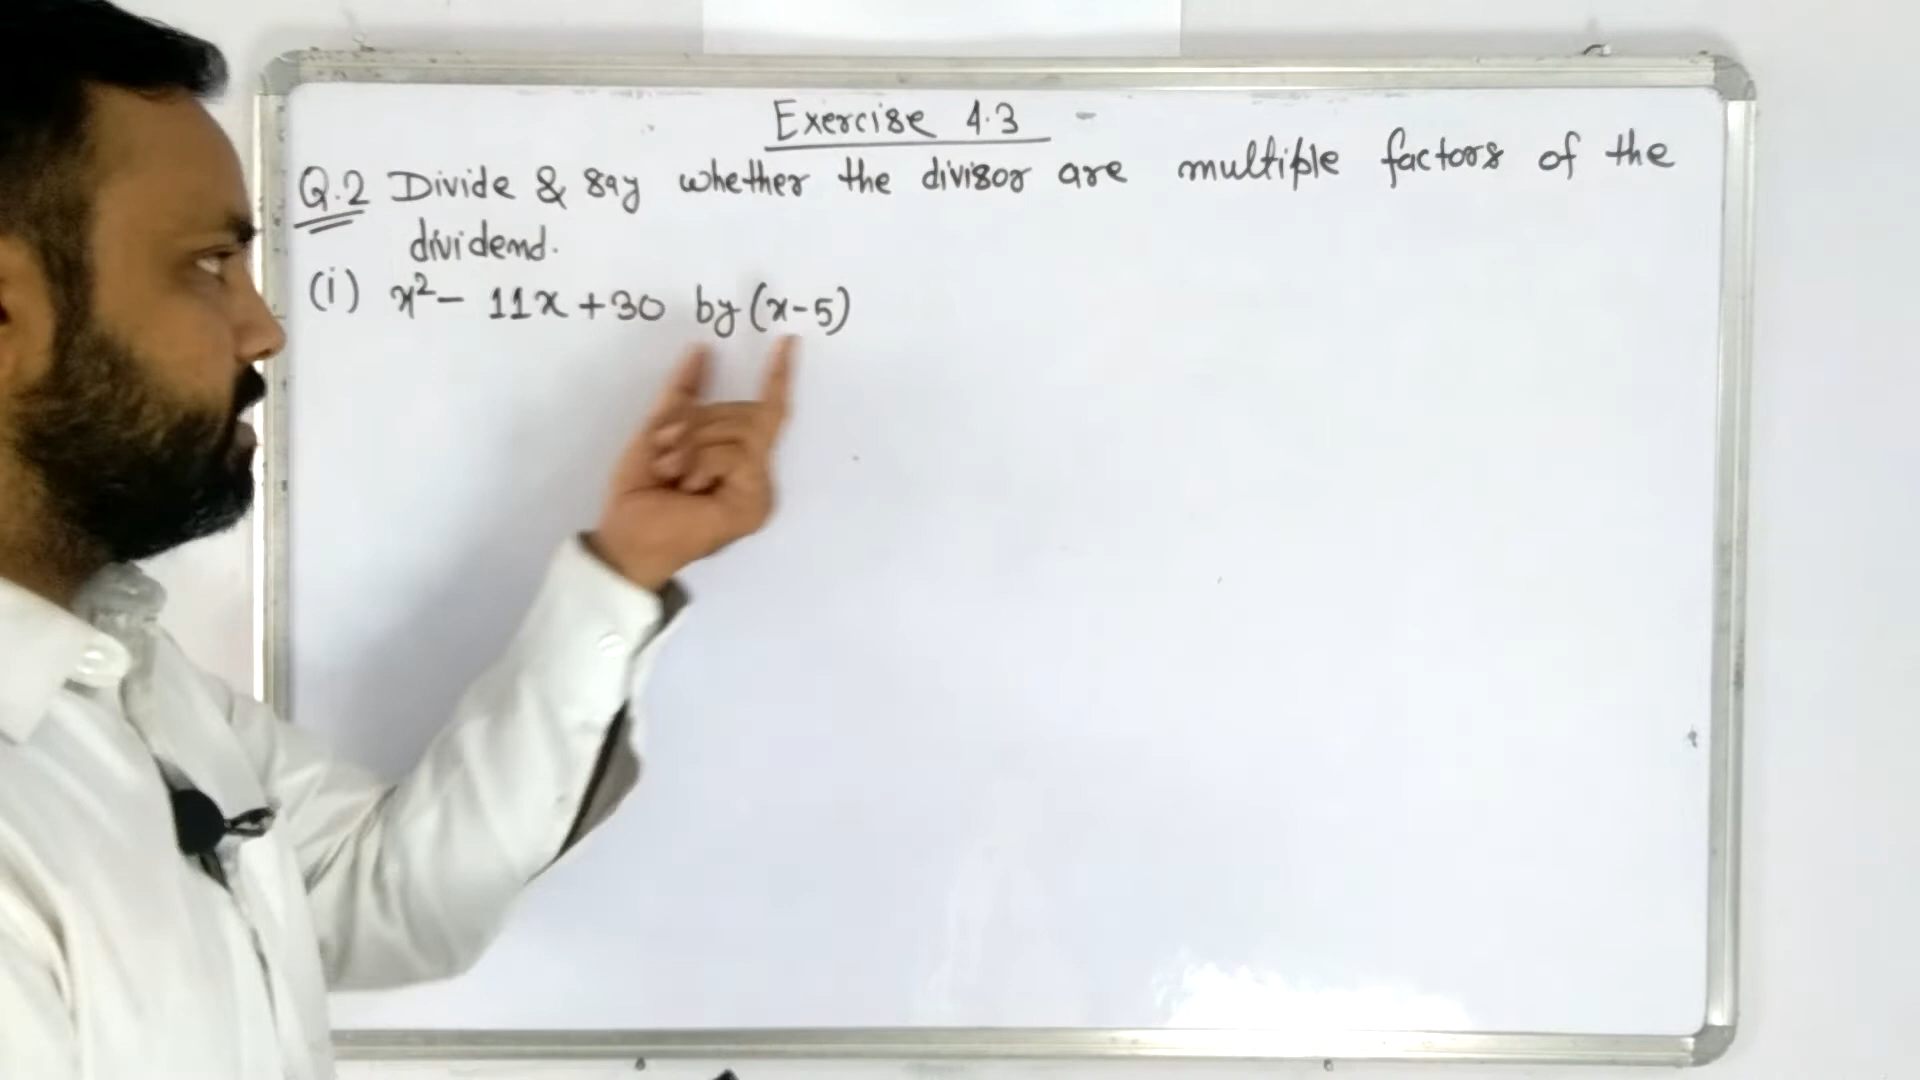 Exercise 4.3
Q.2 Divide & say whether the divisor are multiple factors of the
dividend.
(i) x² - 11x + 30 by (x-5)